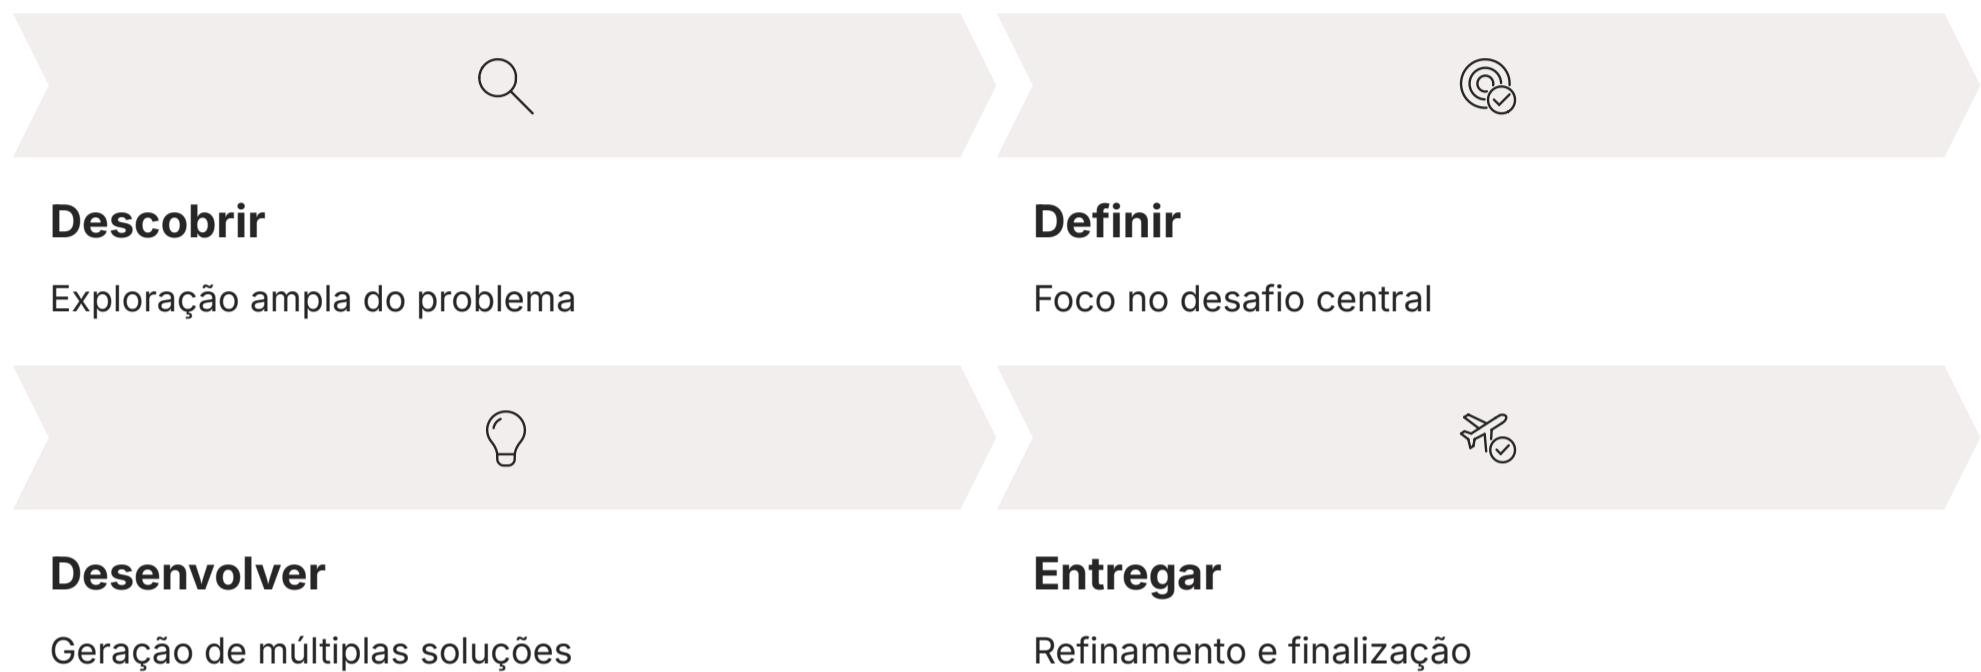 Descobrir
Exploração ampla do problema
Definir
Foco no desafio central
Desenvolver
Geração de múltiplas soluções
Entregar
Refinamento e finalização